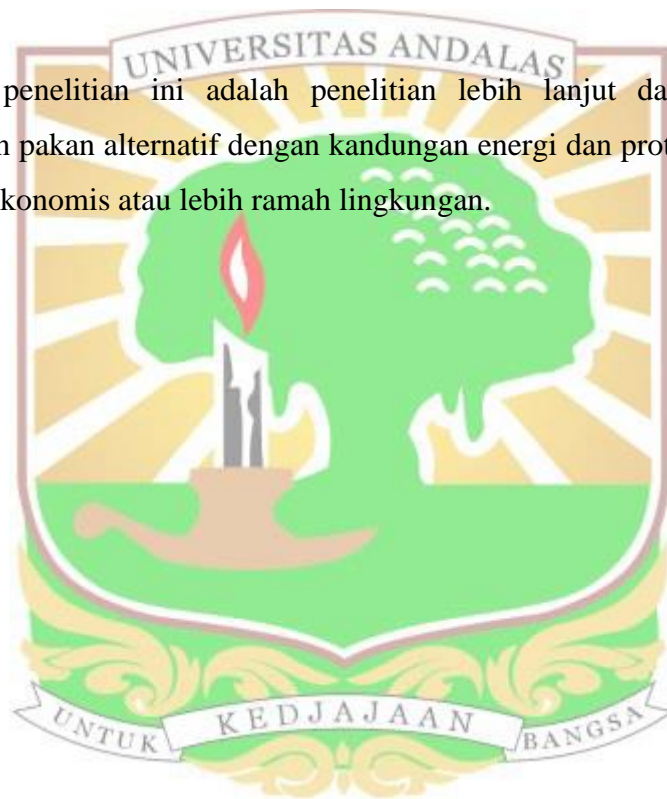 UNIVERSITAS ANDALAS
penelitian ini adalah penelitian lebih lanjut da
pakan alternatif dengan kandungan energi dan prot
konomis atau lebih ramah lingkungan.
UNTUK KEDJAJAAN BANGSA